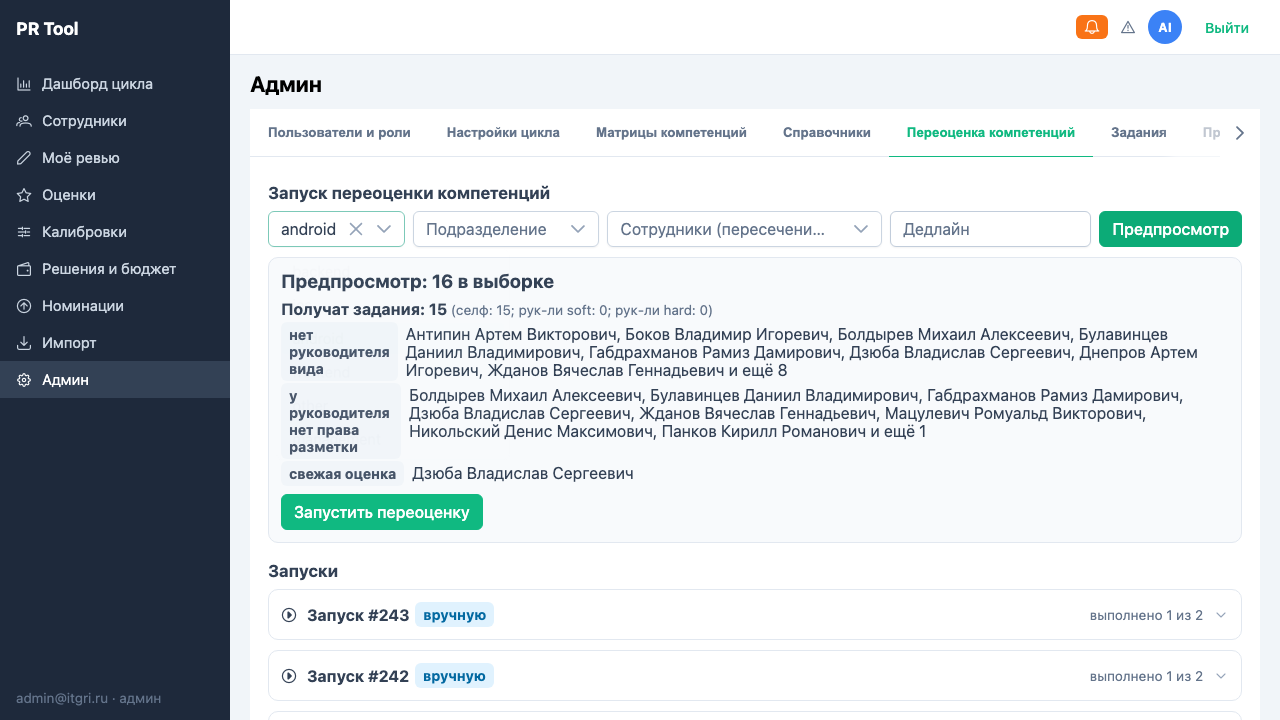 PR Tool
AI
Выйти
Дашборд цикла
Сотрудники
Моё ревью
Оценки
Калибровки
Решения и бюджет
Номинации
Импорт
Админ
admin@itgri.ru · админ
Админ
Пользователи и роли
Настройки цикла
Матрицы компетенций
Справочники
Переоценка компетенций
Задания
Пр
Запуск переоценки компетенций
android
Подразделение
Сотрудники (пересечени...
Дедлайн
Предпросмотр
Предпросмотр: 16 в выборке
Получат задания: 15 (селф: 15; рук-ли soft: 0; рук-ли hard: 0)
нет
руководителя
вида
Антипин Артем Викторович, Боков Владимир Игоревич, Болдырев Михаил Алексеевич, Булавинцев
Даниил Владимирович, Габдрахманов Рамиз Дамирович, Дзюба Владислав Сергеевич, Днепров Артем
Игоревич, Жданов Вячеслав Геннадьевич и ещё 8
у
руководителя
нет права
разметки
Болдырев Михаил Алексеевич, Булавинцев Даниил Владимирович, Габдрахманов Рамиз Дамирович,
Дзюба Владислав Сергеевич, Жданов Вячеслав Геннадьевич, Мацулевич Ромуальд Викторович,
Никольский Денис Максимович, Панков Кирилл Романович и ещё 1
свежая оценка
Дзюба Владислав Сергеевич
Запустить переоценку
Запуски
Запуск #243 вручную
выполнено 1 из 2
Запуск #242 вручную
выполнено 1 из 2